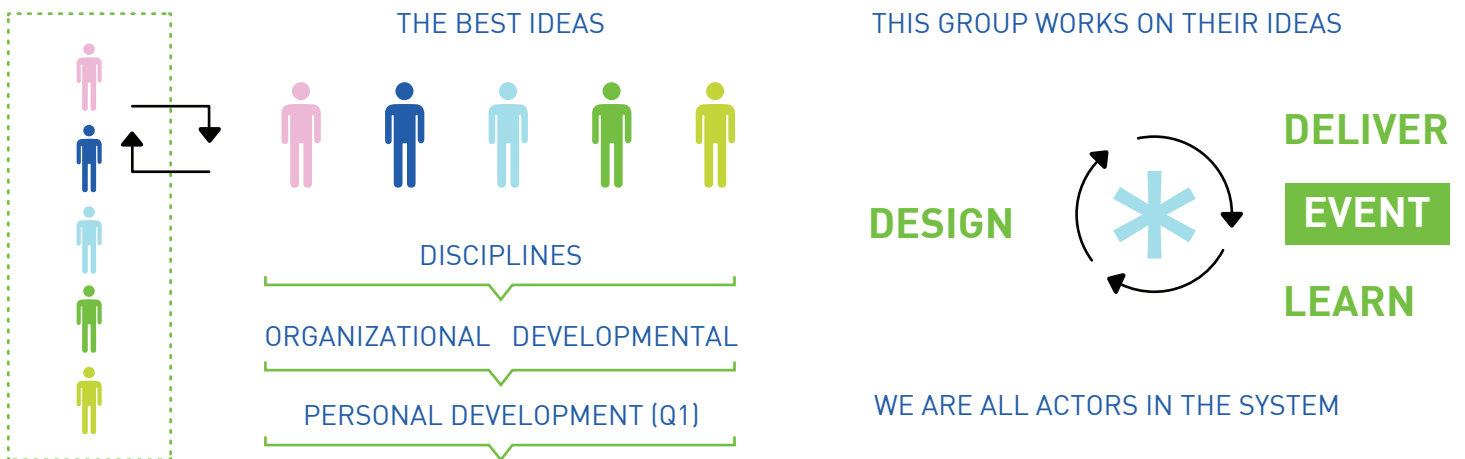 THE BEST IDEAS
DISCIPLINES
ORGANIZATIONAL DEVELOPMENTAL
PERSONAL DEVELOPMENT (Q1)
THIS GROUP WORKS ON THEIR IDEAS
DESIGN
DELIVER
EVENT
LEARN
WE ARE ALL ACTORS IN THE SYSTEM